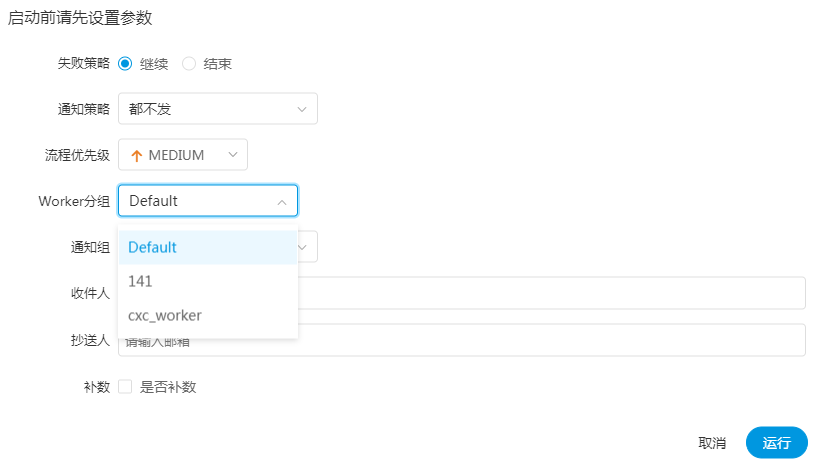 启动前请先设置参数
失败策略 继续 结束
通知策略 都不发
流程优先级 MEDIUM
Worker分组 Default
通知组 Default
141
收件人
cxc_worker
抄送人 请输入邮箱
补数 是否补数
取消 运行